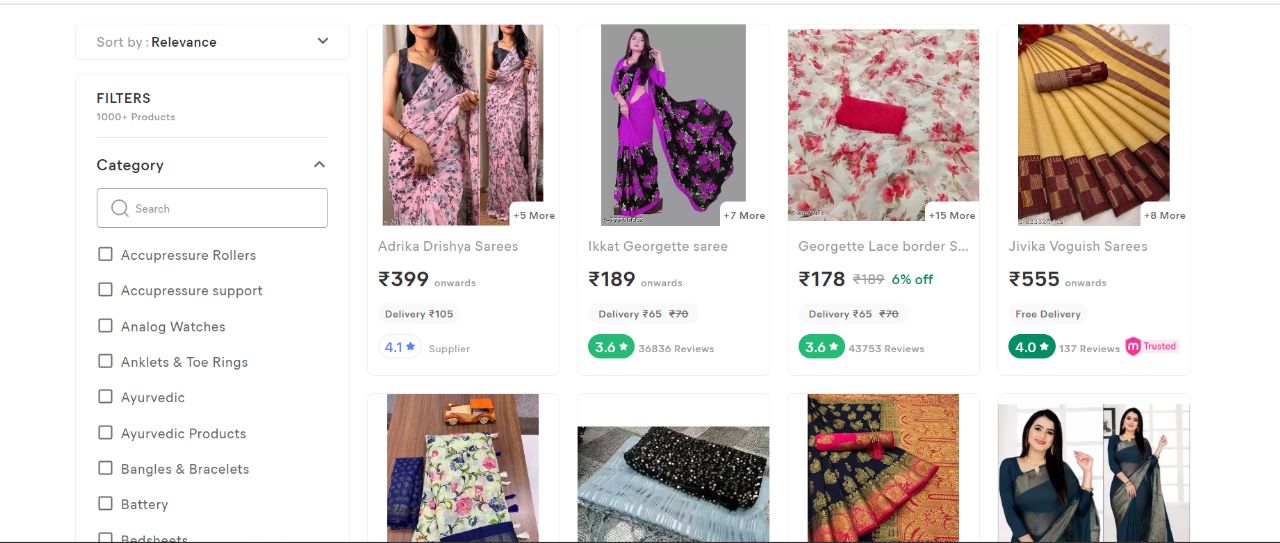 Sort by : Relevance
FILTERS
1000+ Products
Category
Search
Accupressure Rollers
Accupressure support
Analog Watches
Anklets & Toe Rings
Ayurvedic
Ayurvedic Products
Bangles & Bracelets
Battery
Bedsheets
+5 More
Adrika Drishya Sarees
₹399 onwards
Delivery ₹105
4.1 ★ Supplier
+7 More
Ikkat Georgette saree
₹189 onwards
Delivery ₹65 ₹70
3.6 ★ 36836 Reviews
+15 More
Georgette Lace border S...
₹178 ₹189 6% off
Delivery ₹65 ₹70
3.6 ★ 43753 Reviews
+8 More
Jivika Voguish Sarees
₹555 onwards
Free Delivery
4.0 ★ 137 Reviews m Trusted